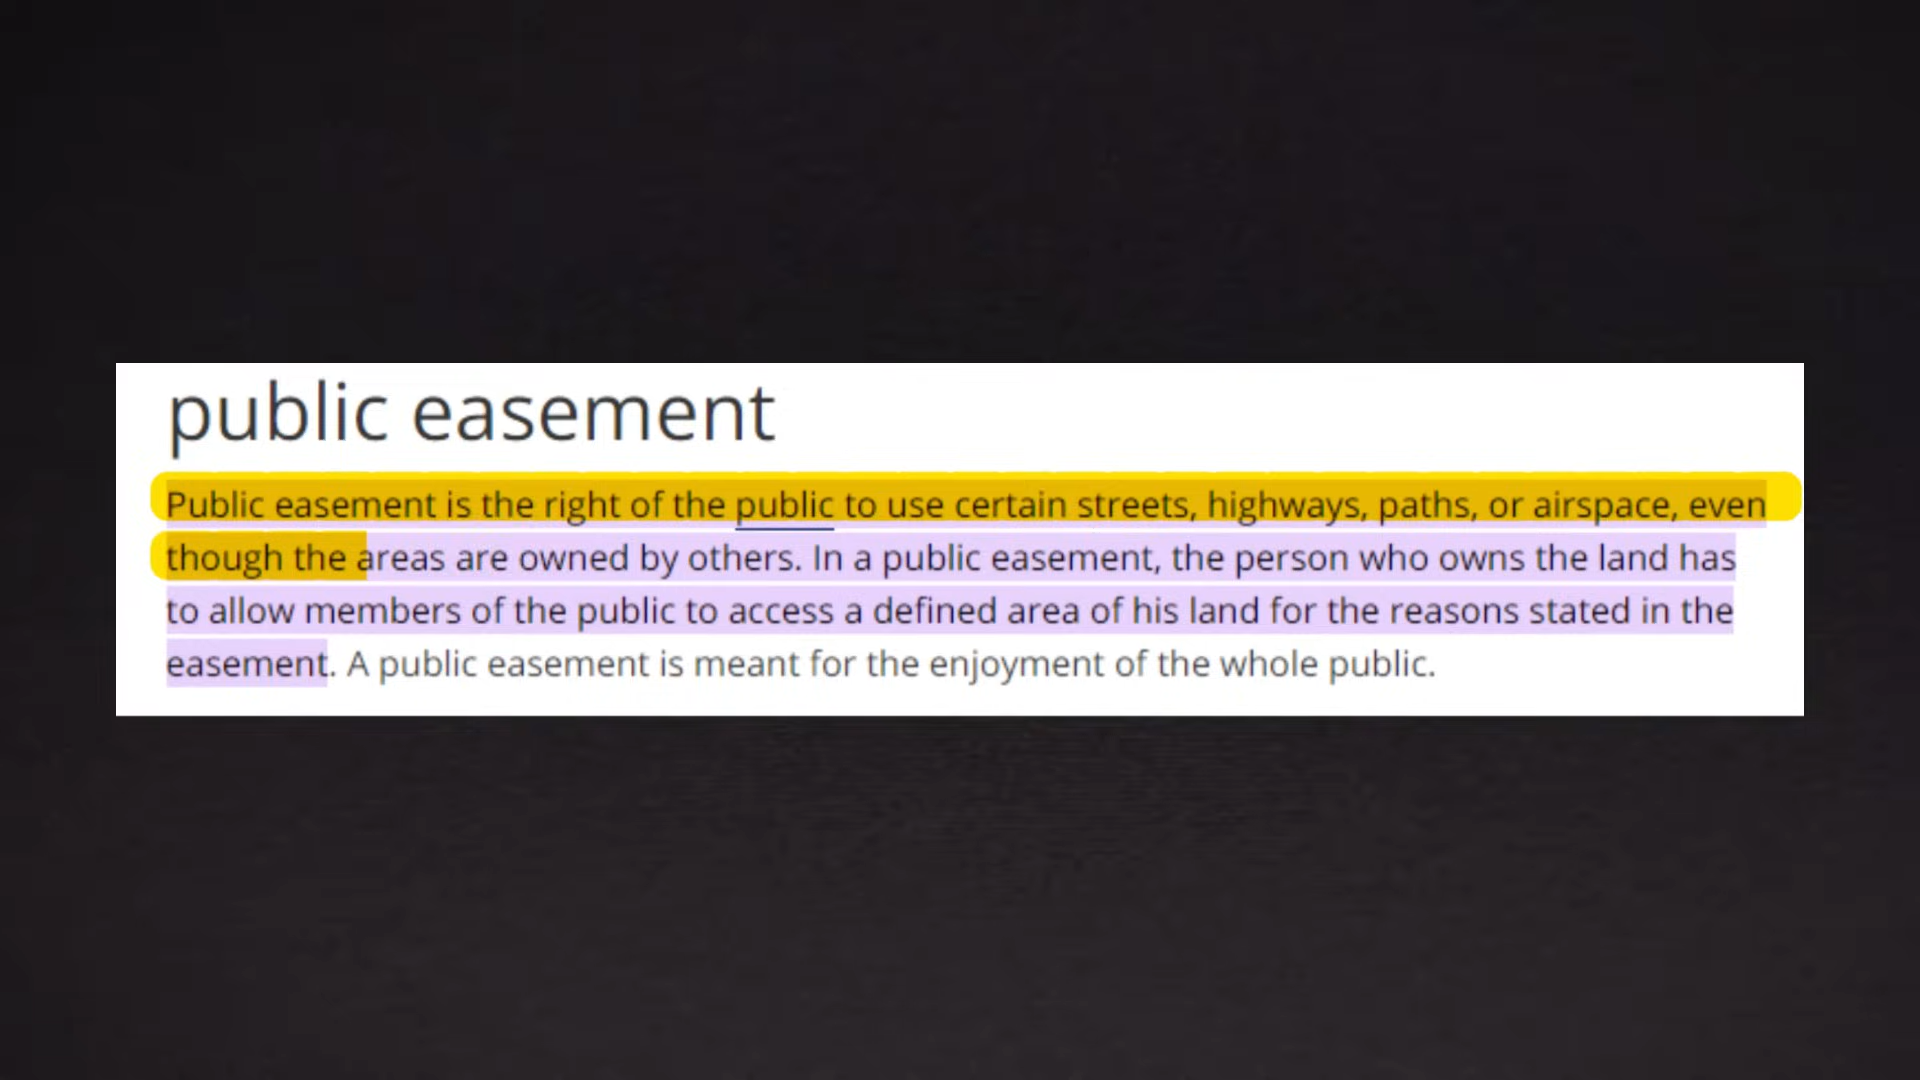 public easement
Public easement is the right of the public to use certain streets, highways, paths, or airspace, even
though the areas are owned by others. In a public easement, the person who owns the land has
to allow members of the public to access a defined area of his land for the reasons stated in the
easement. A public easement is meant for the enjoyment of the whole public.